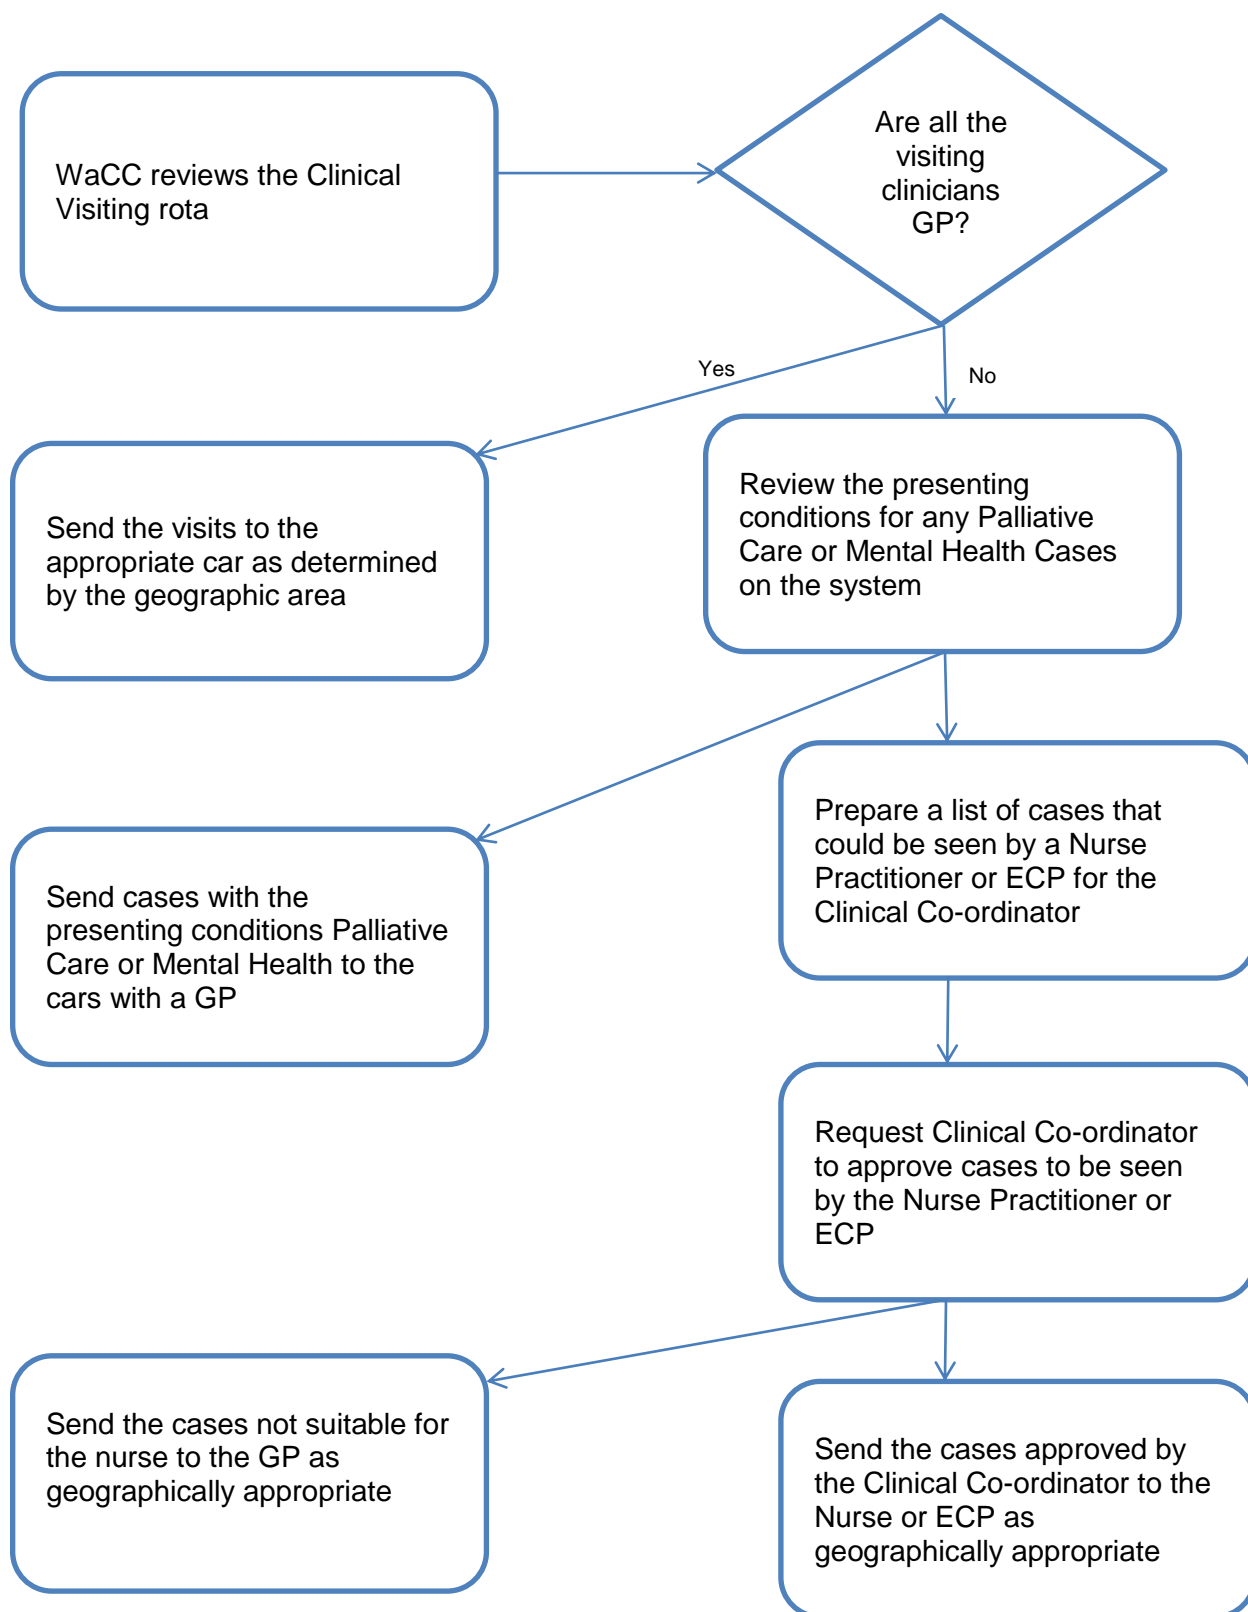 WaCC reviews the Clinical
Visiting rota
Are all the
visiting
clinicians
GP?
Yes
No
Send the visits to the
appropriate car as determined
by the geographic area
Review the presenting
conditions for any Palliative
Care or Mental Health Cases
on the system
Send cases with the
presenting conditions Palliative
Care or Mental Health to the
cars with a GP
Prepare a list of cases that
could be seen by a Nurse
Practitioner or ECP for the
Clinical Co-ordinator
Request Clinical Co-ordinator
to approve cases to be seen
by the Nurse Practitioner or
ECP
Send the cases not suitable for
the nurse to the GP as
geographically appropriate
Send the cases approved by
the Clinical Co-ordinator to the
Nurse or ECP as
geographically appropriate